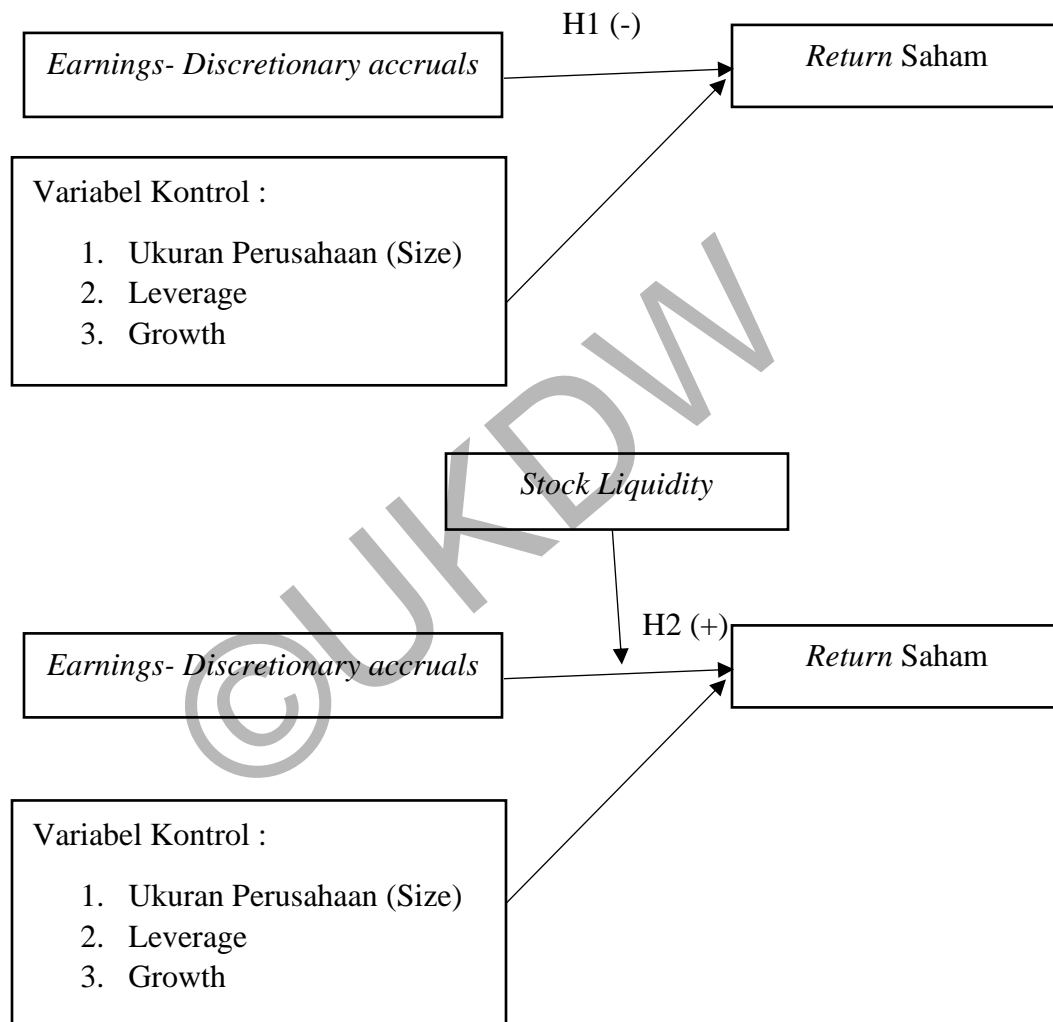 H1 (-)
Earnings- Discretionary accruals
Return Saham
Variabel Kontrol :
1. Ukuran Perusahaan (Size)
2. Leverage
3. Growth
Stock Liquidity
H2 (+)
Earnings- Discretionary accruals
Return Saham
Variabel Kontrol :
1. Ukuran Perusahaan (Size)
2. Leverage
3. Growth
©UKDW